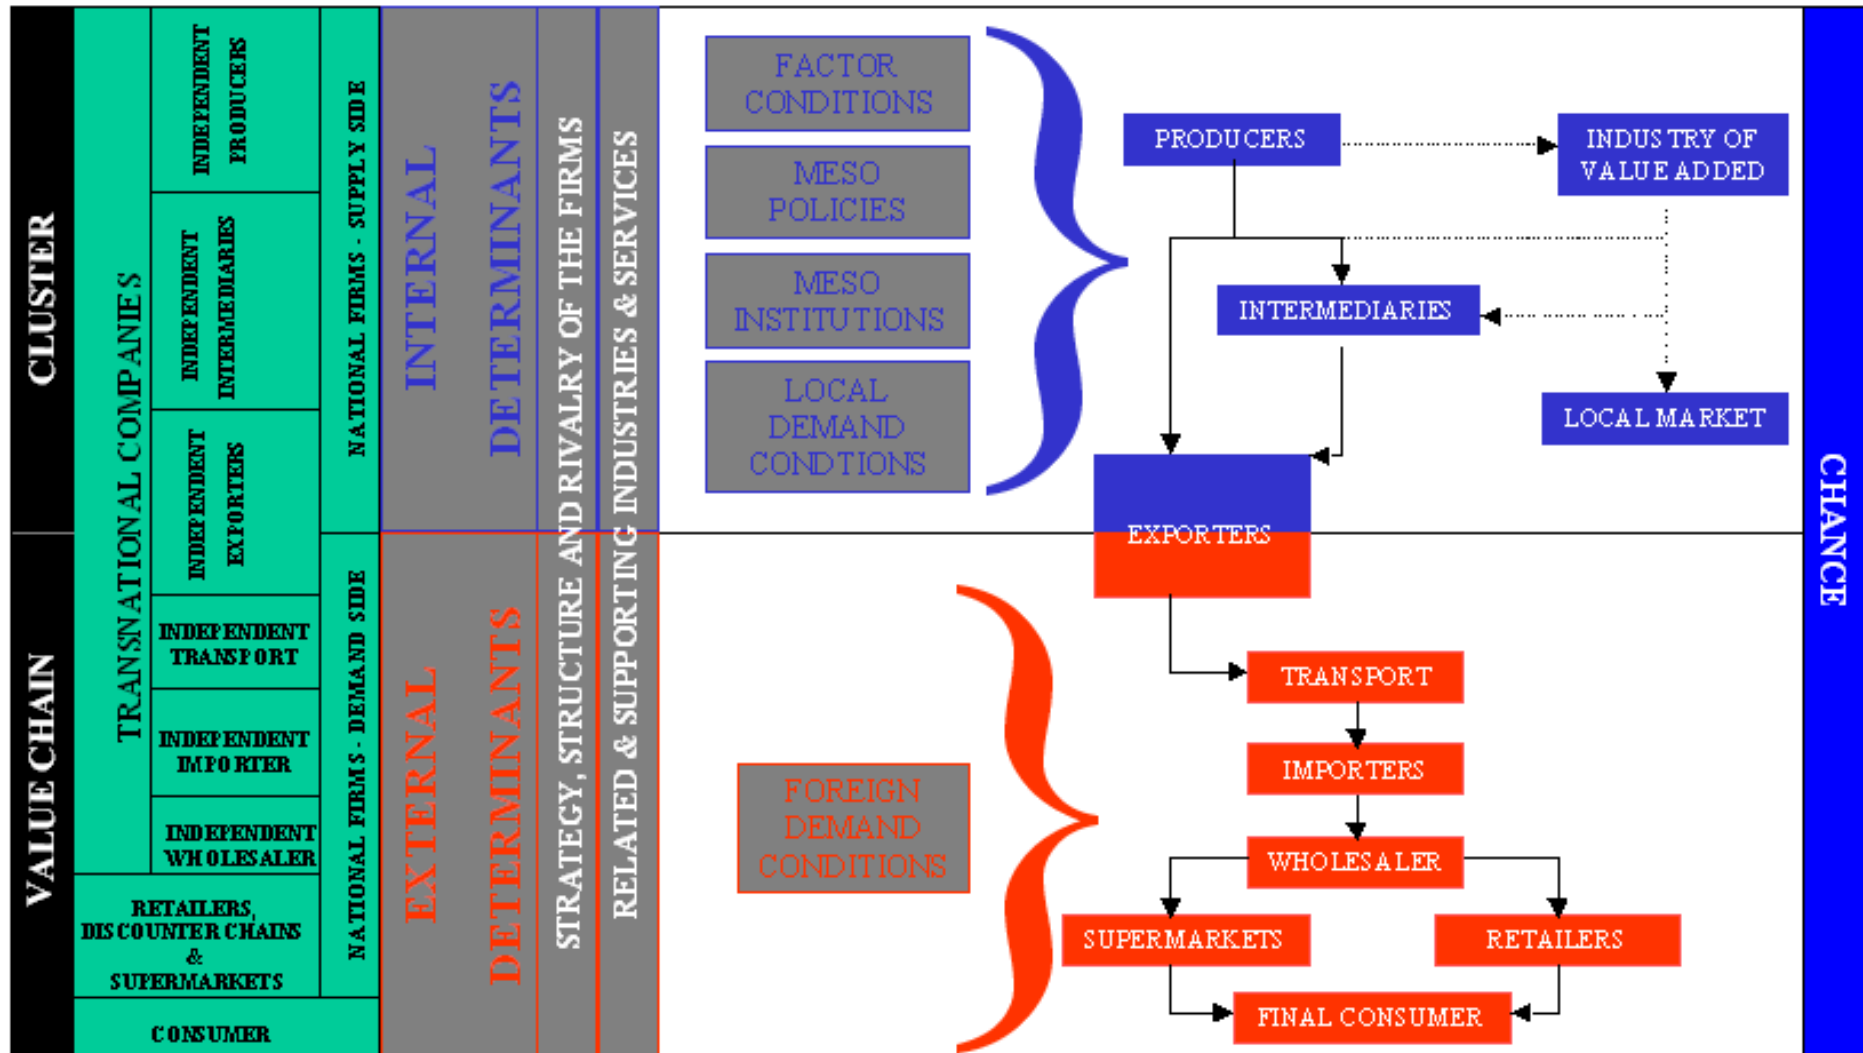 CLUSTER
VALUE CHAIN
TRANSNATIONAL COMPANIES
INDEPENDENT
PRODUCERS
INDEPENDENT
INTERMEDIARIES
INDEPENDENT
EXPORTERS
INDEPENDENT
TRANSPORT
INDEPENDENT
IMPORTER
INDEPENDENT
WHOLESALER
RETAILERS,
DISCOUNTER CHAINS
&
SUPERMARKETS
CONSUMER
NATIONAL FIRMS - SUPPLY SIDE
NATIONAL FIRMS - DEMAND SIDE
INTERNAL
DETERMINANTS
EXTERNAL
DETERMINANTS
STRATEGY, STRUCTURE AND RIVALRY OF THE FIRMS
RELATED & SUPPORTING INDUSTRIES & SERVICES
FACTOR
CONDITIONS
MESO
POLICIES
MESO
INSTITUTIONS
LOCAL
DEMAND
CONDTIONS
FOREIGN
DEMAND
CONDITIONS
PRODUCERS
INDUSTRY OF
VALUE ADDED
INTERMEDIARIES
LOCAL MARKET
EXPORTERS
TRANSPORT
IMPORTERS
WHOLESALER
SUPERMARKETS
RETAILERS
FINAL CONSUMER
CHANCE